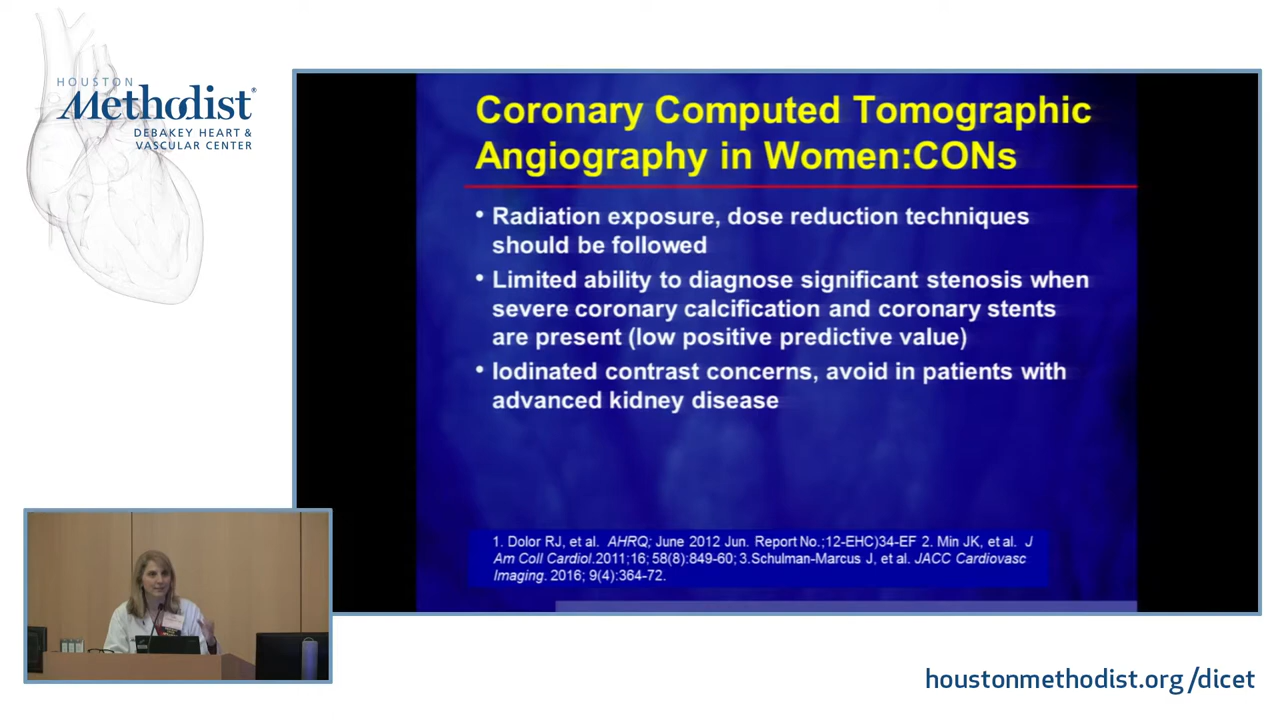 HOUSTON
Methodist®
DEBAKEY HEART &
VASCULAR CENTER
Coronary Computed Tomographic
Angiography in Women:CONs
• Radiation exposure, dose reduction techniques
should be followed
• Limited ability to diagnose significant stenosis when
severe coronary calcification and coronary stents
are present (low positive predictive value)
• Iodinated contrast concerns, avoid in patients with
advanced kidney disease
1. Dolor RJ, et al. AHRQ; June 2012 Jun. Report No.;12-EHC)34-EF 2. Min JK, et al. J
Am Coll Cardiol.2011;16; 58(8):849-60; 3.Schulman-Marcus J, et al. JACC Cardiovasc
Imaging. 2016; 9(4):364-72.
houstonmethodist.org/dicet